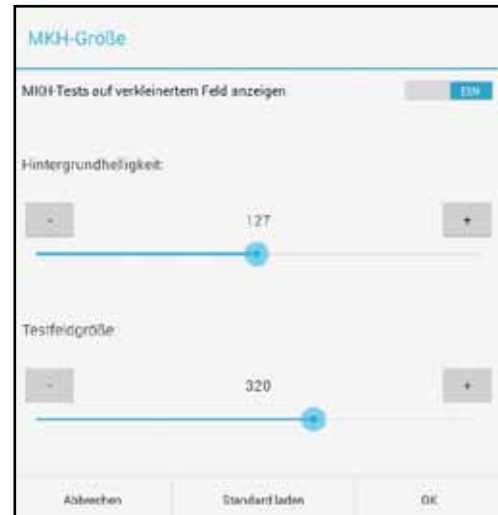 MKH-Größe
MKH-Tests auf verkleinertem Feld anzeigen EIN
Hintergrundhelligkeit:
- 127 +
Testfeldgröße
- 320 +
Abbrechen Standard laden OK